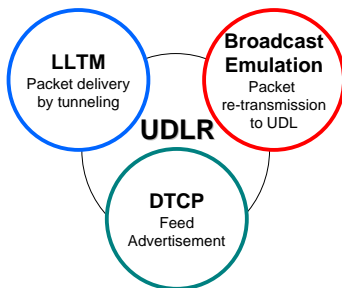 LLTM
Packet delivery
by tunneling
Broadcast
Emulation
Packet
re-transmission
to UDL
UDLR
DTCP
Feed
Advertisement